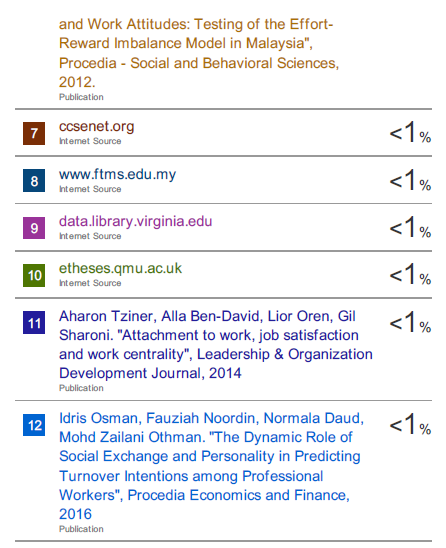 and Work Attitudes: Testing of the Effort-
Reward Imbalance Model in Malaysia",
Procedia - Social and Behavioral Sciences,
2012.
Publication
7 ccsenet.org <1%
Internet Source
8 www.ftms.edu.my <1%
Internet Source
9 data.library.virginia.edu <1%
Internet Source
10 etheses.qmu.ac.uk <1%
Internet Source
11 Aharon Tziner, Alla Ben-David, Lior Oren, Gil <1%
Sharoni. "Attachment to work, job satisfaction
and work centrality", Leadership & Organization
Development Journal, 2014
Publication
12 Idris Osman, Fauziah Noordin, Normala Daud, <1%
Mohd Zailani Othman. "The Dynamic Role of
Social Exchange and Personality in Predicting
Turnover Intentions among Professional
Workers", Procedia Economics and Finance,
2016
Publication